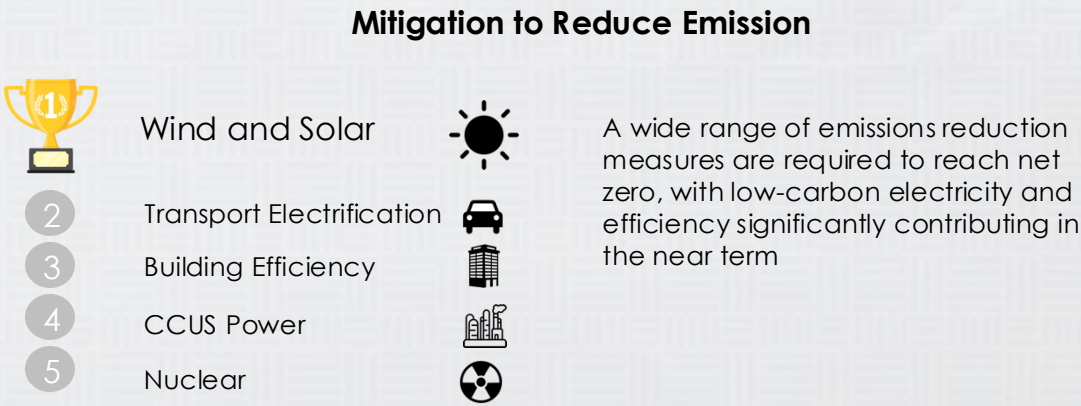 Mitigation to Reduce Emission
1
Wind and Solar
2
Transport Electrification
3
Building Efficiency
4
CCUS Power
5
Nuclear
A wide range of emissions reduction
measures are required to reach net
zero, with low-carbon electricity and
efficiency significantly contributing in
the near term